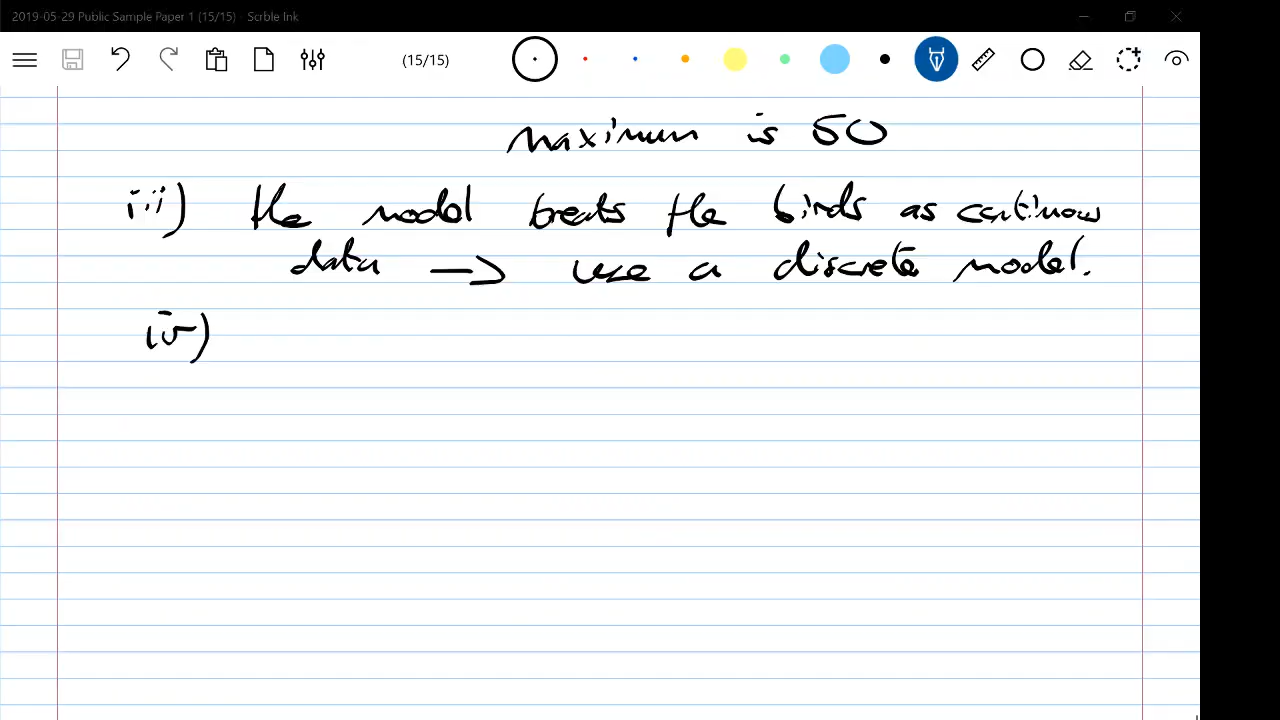 2019-05-29 Public Sample Paper 1 (15/15) - Scrble Ink
(15/15)
maximum is 50
iii) the model treats the birds as continuous
data → use a discrete model.
iv)